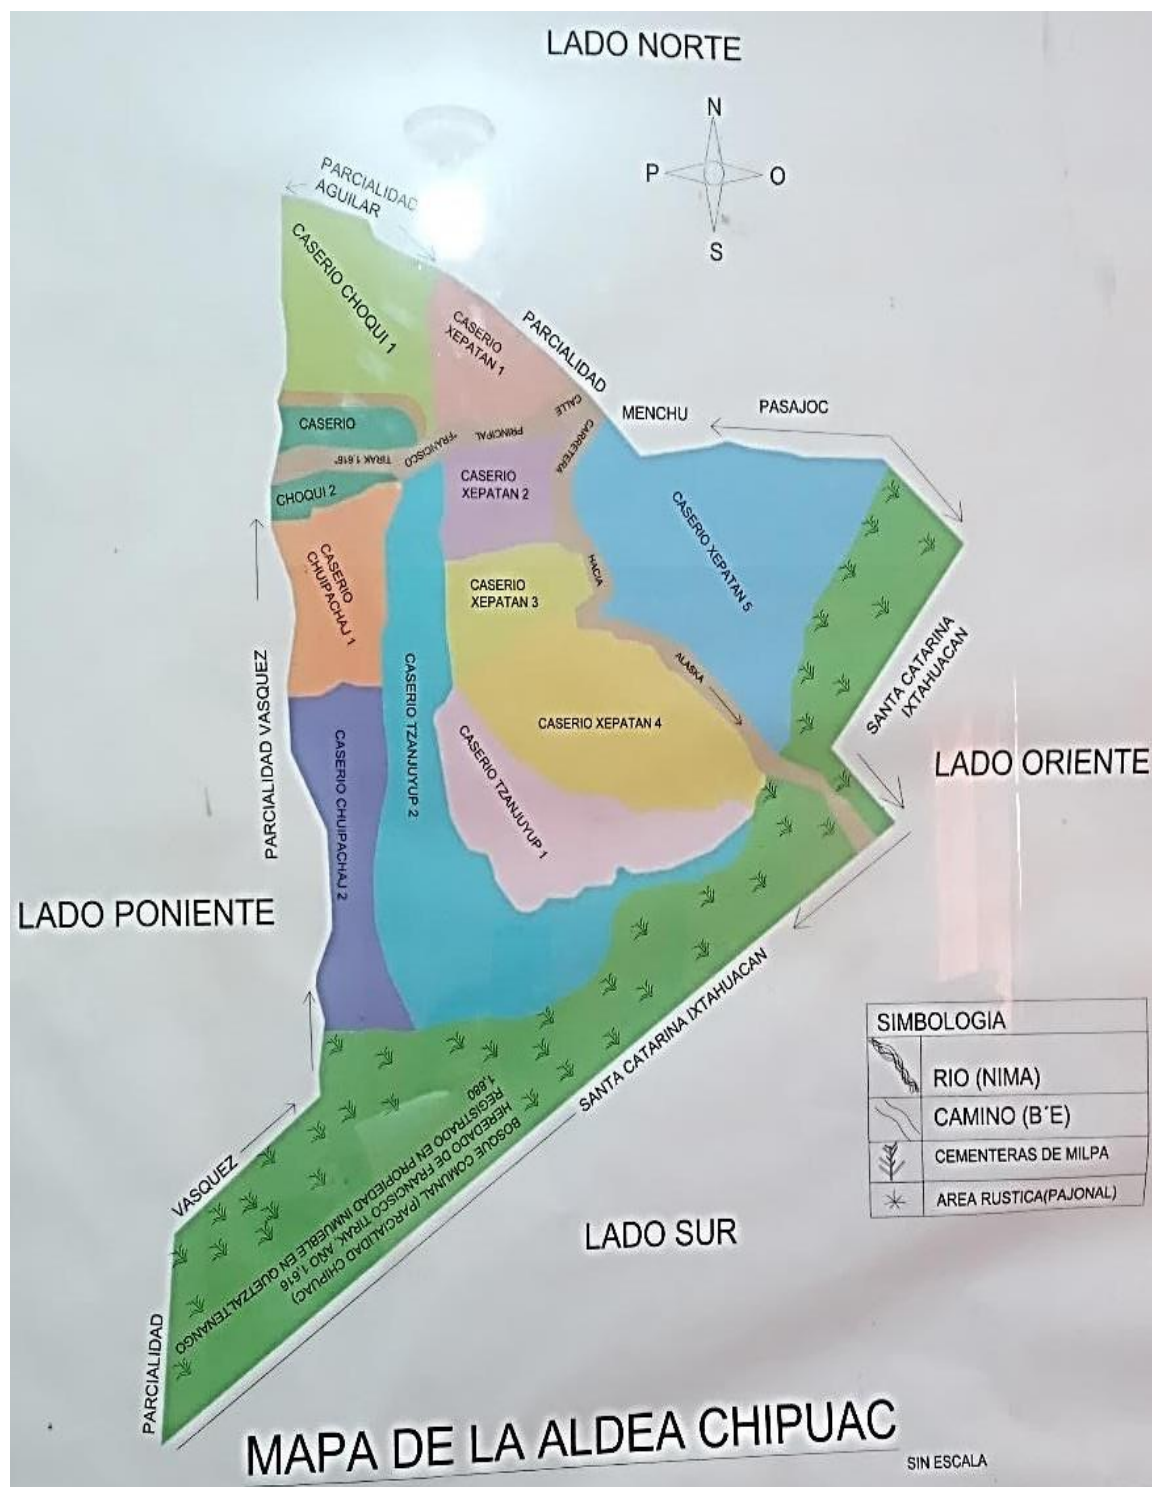 LADO NORTE
N
P
O
S
PARCIALIDAD
AGUILAR
CASERIO CHOQUI 1
CASERIO
XEPATAN 1
PARCIALIDAD
MENCHU
PASAJOC
CASERIO
CHOQUI 2
CALLE
PRINCIPAL
"FRANCISCO
TIRAK 1,616"
CARRETERA
HACIA
ALASKA
CASERIO
XEPATAN 2
CASERIO XEPATAN 5
CASERIO
CHUIPACHAJ 1
CASERIO
XEPATAN 3
SANTA CATARINA
IXTAHUACAN
PARCIALIDAD VASQUEZ
CASERIO TZANJUYUP 2
CASERIO XEPATAN 4
CASERIO CHUIPACHAJ 2
CASERIO TZANJUYUP 1
LADO ORIENTE
LADO PONIENTE
SANTA CATARINA IXTAHUACAN
SIMBOLOGIA
RIO (NIMA)
CAMINO (B´E)
CEMENTERAS DE MILPA
AREA RUSTICA(PAJONAL)
BOSQUE COMUNAL (PARCIALIDAD CHIPUAC)
HEREDADO DE FRANCISCO TIRAK. AÑO 1,616
REGISTRADO EN PROPIEDAD INMUEBLE EN QUETZALTENANGO
1,880
VASQUEZ
PARCIALIDAD
LADO SUR
MAPA DE LA ALDEA CHIPUAC
SIN ESCALA